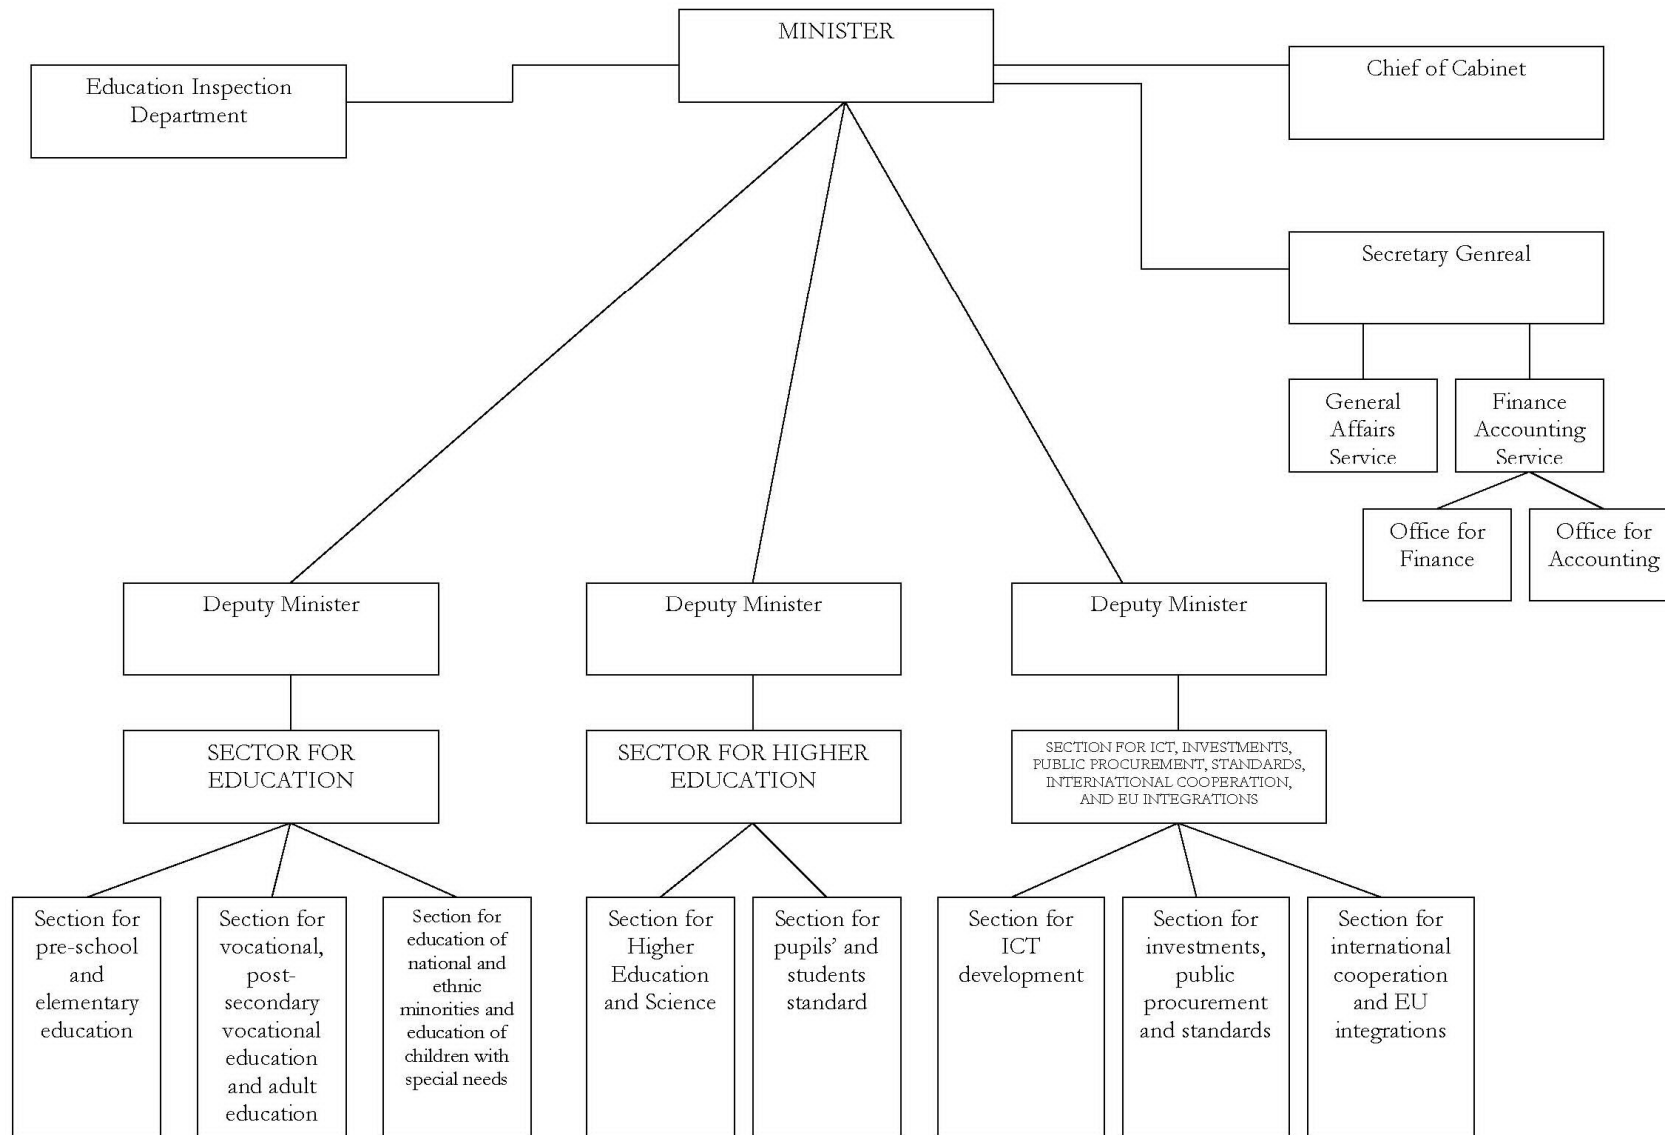 MINISTER
Education Inspection
Department
Chief of Cabinet
Secretary Genreal
General
Affairs
Service
Finance
Accounting
Service
Office for
Finance
Office for
Accounting
Deputy Minister
Deputy Minister
Deputy Minister
SECTOR FOR
EDUCATION
SECTOR FOR HIGHER
EDUCATION
SECTION FOR ICT, INVESTMENTS,
PUBLIC PROCUREMENT, STANDARDS,
INTERNATIONAL COOPERATION,
AND EU INTEGRATIONS
Section for
pre-school
and
elementary
education
Section for
vocational,
post-
secondary
vocational
education
and adult
education
Section for
education of
national and
ethnic
minorities and
education of
children with
special needs
Section for
Higher
Education
and Science
Section for
pupils’ and
students
standard
Section for
ICT
development
Section for
investments,
public
procurement
and standards
Section for
international
cooperation
and EU
integrations